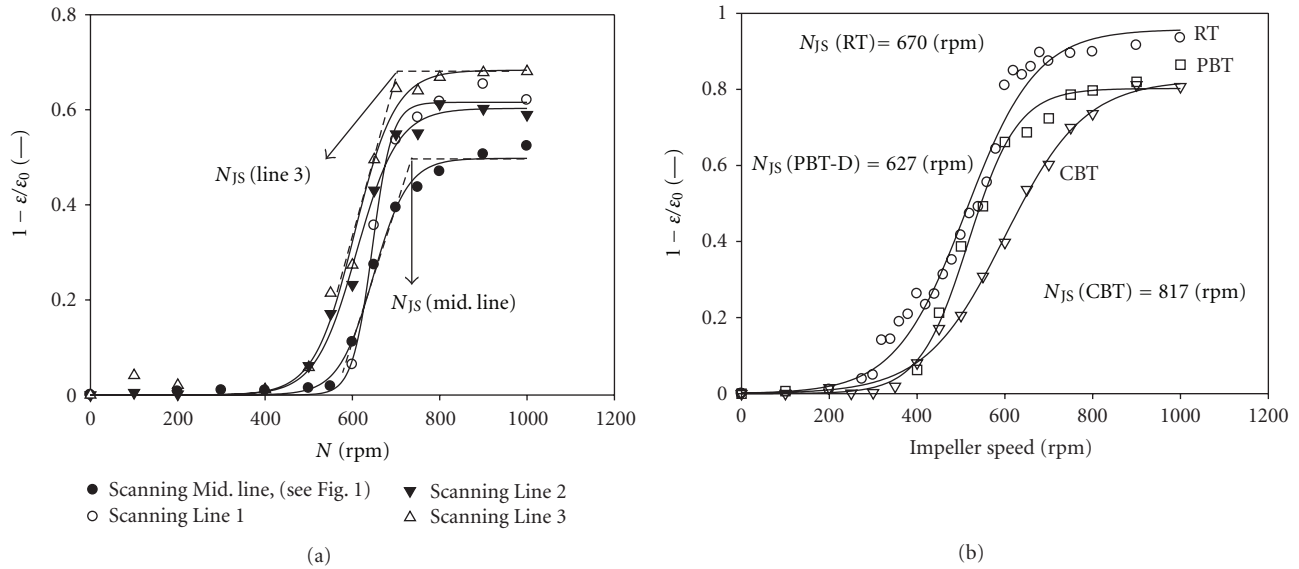 0.8
0.6
0.4
0.2
0
1 − ε/ε0 (—)
NJS (line 3)
NJS (mid. line)
0 200 400 600 800 1000 1200
N (rpm)
Scanning Mid. line, (see Fig. 1)
Scanning Line 1
Scanning Line 2
Scanning Line 3
(a)
1
0.8
0.6
0.4
0.2
0
1 − ε/ε0 (—)
NJS (RT)= 670 (rpm)
RT
PBT
NJS (PBT-D) = 627 (rpm)
CBT
NJS (CBT) = 817 (rpm)
0 200 400 600 800 1000 1200
Impeller speed (rpm)
(b)